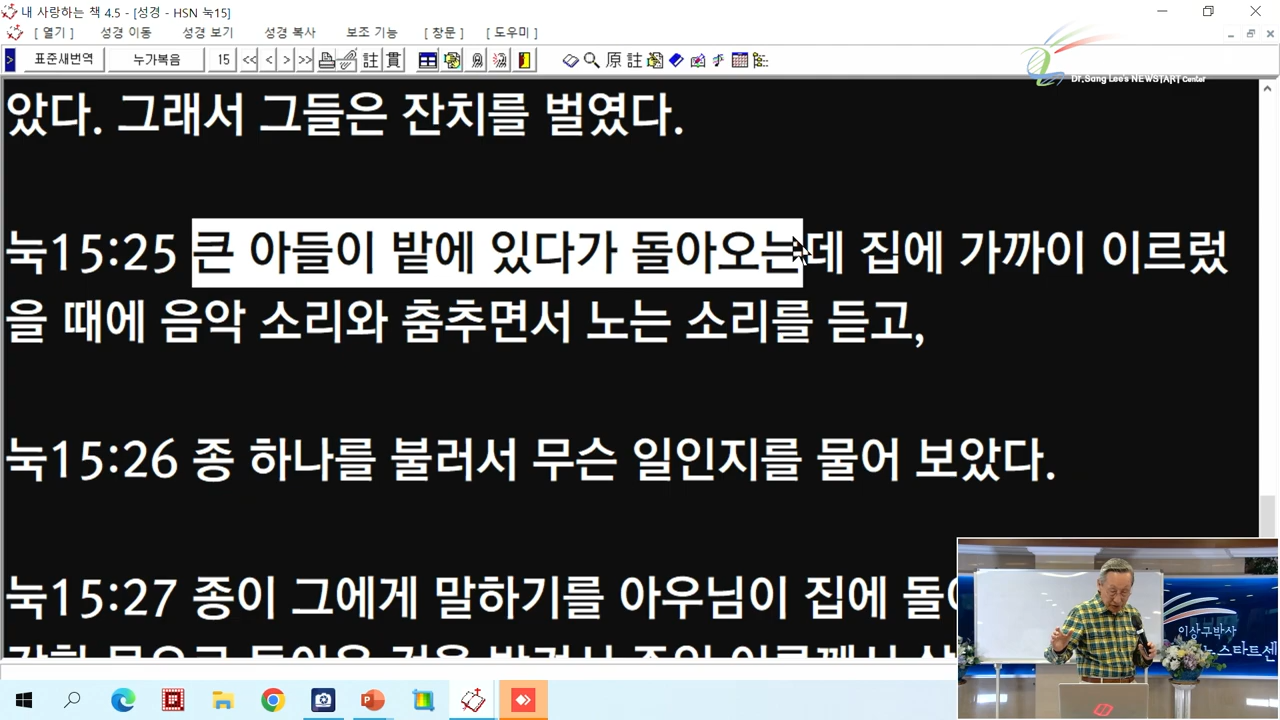 내 사랑하는 책 4.5 - [성경 - HSN 눅15]
[ 열기 ] 성경 이동 성경 보기 성경 복사 보조 기능 [ 창문 ] [ 도우미 ]
표준새번역 누가복음 15 << < > >> 註 貫 原 註
Dr.Sang Lee's NEWSTART Center
았다. 그래서 그들은 잔치를 벌였다.
눅15:25 큰 아들이 밭에 있다가 돌아오는데 집에 가까이 이르렀
을 때에 음악 소리와 춤추면서 노는 소리를 듣고,
눅15:26 종 하나를 불러서 무슨 일인지를 물어 보았다.
눅15:27 종이 그에게 말하기를 아우님이 집에
이상구박사
스타트센